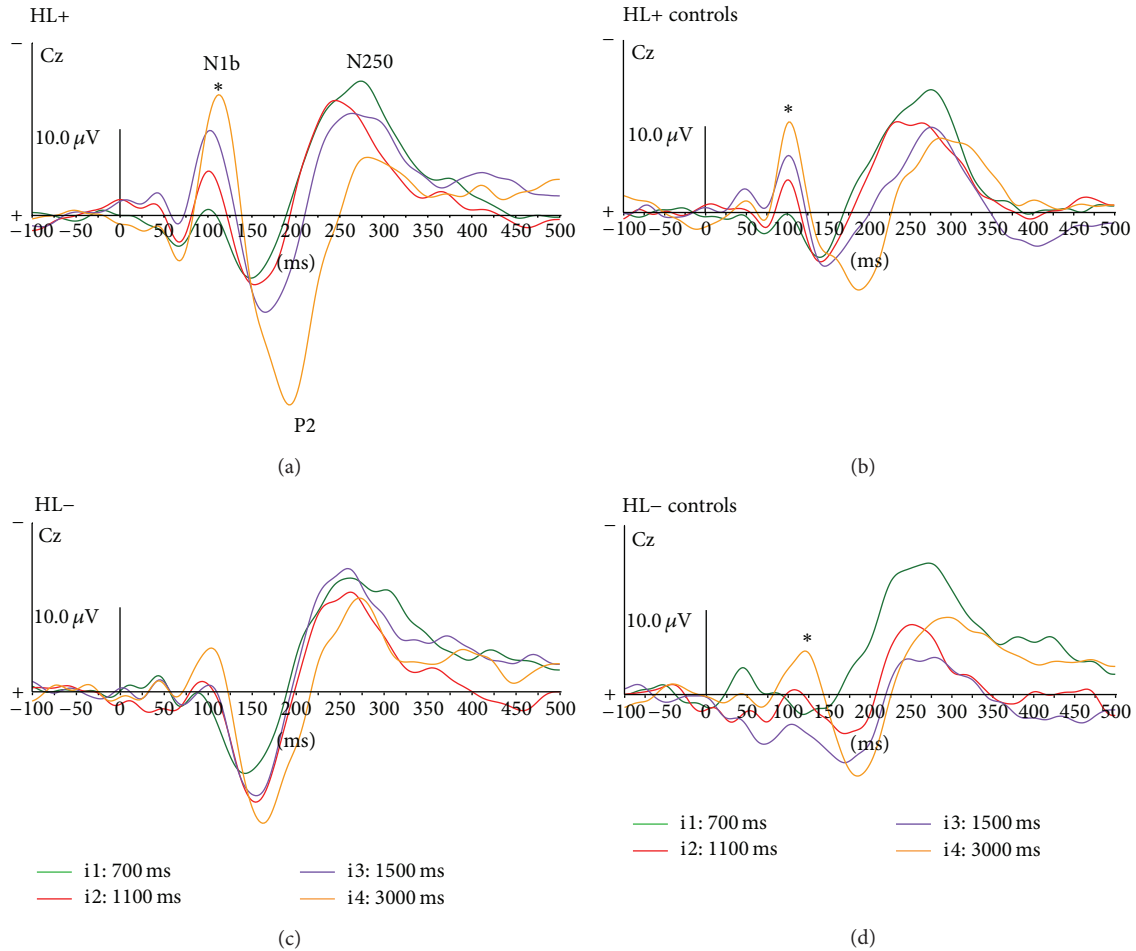 HL+
−
Cz
N1b
*
N250
10.0 μV
+
−100 −50 0 50 100 150 200 250 300 350 400 450 500
(ms)
P2
(a)
HL+ controls
−
Cz
*
10.0 μV
+
−100 −50 0 50 100 150 200 250 300 350 400 450 500
(ms)
(b)
HL−
−
Cz
10.0 μV
+
−100 −50 0 50 100 150 200 250 300 350 400 450 500
(ms)
i1: 700 ms
i2: 1100 ms
i3: 1500 ms
i4: 3000 ms
(c)
HL− controls
−
Cz
*
10.0 μV
+
−100 −50 0 50 100 150 200 250 300 350 400 450 500
(ms)
i1: 700 ms
i2: 1100 ms
i3: 1500 ms
i4: 3000 ms
(d)